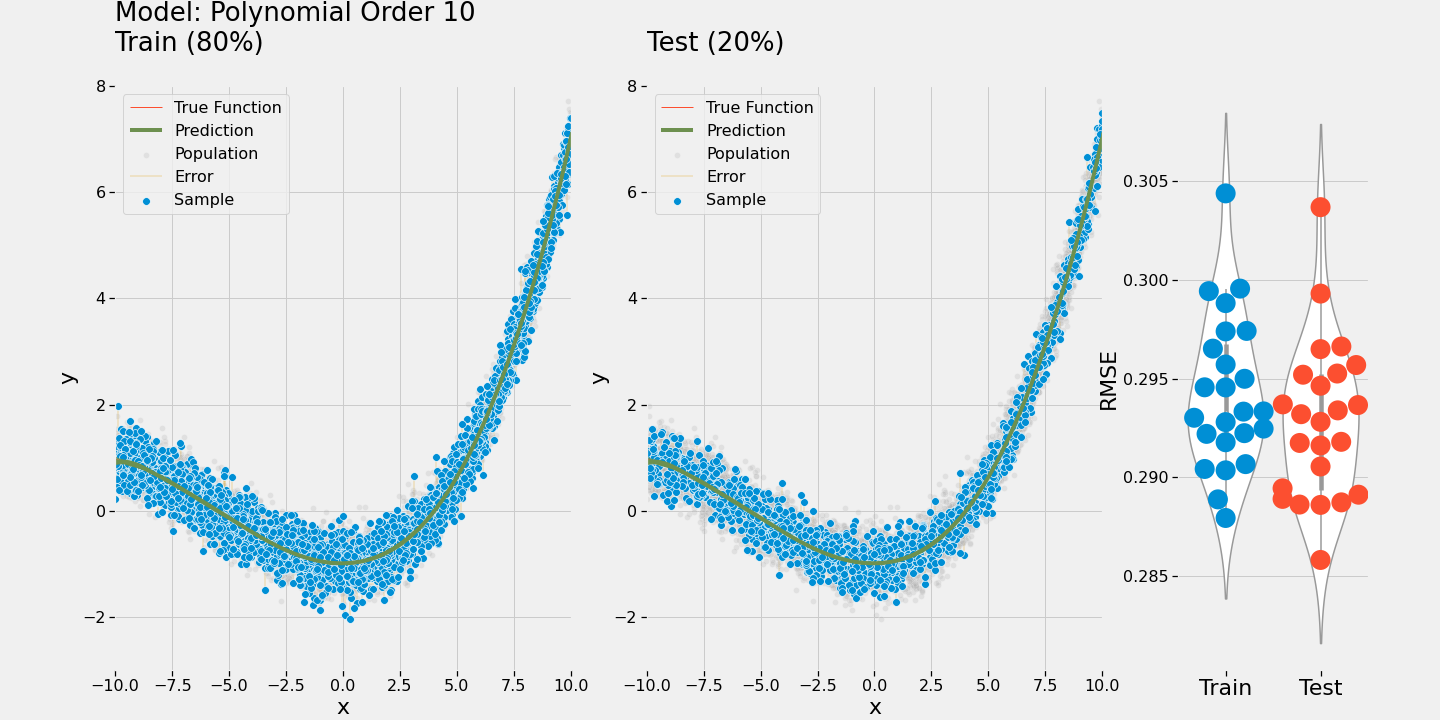 Model: Polynomial Order 10
Train (80%)
Test (20%)
True Function
Prediction
Population
Error
Sample
8
6
4
2
0
−2
y
−10.0 −7.5 −5.0 −2.5 0.0 2.5 5.0 7.5 10.0
x
True Function
Prediction
Population
Error
Sample
8
6
4
2
0
−2
y
−10.0 −7.5 −5.0 −2.5 0.0 2.5 5.0 7.5 10.0
x
0.305
0.300
0.295
0.290
0.285
RMSE
Train Test